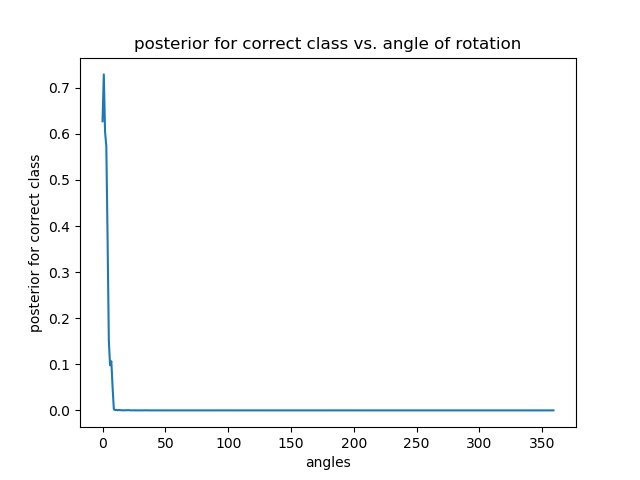 posterior for correct class vs. angle of rotation
posterior for correct class
0.7
0.6
0.5
0.4
0.3
0.2
0.1
0.0
0 50 100 150 200 250 300 350
angles